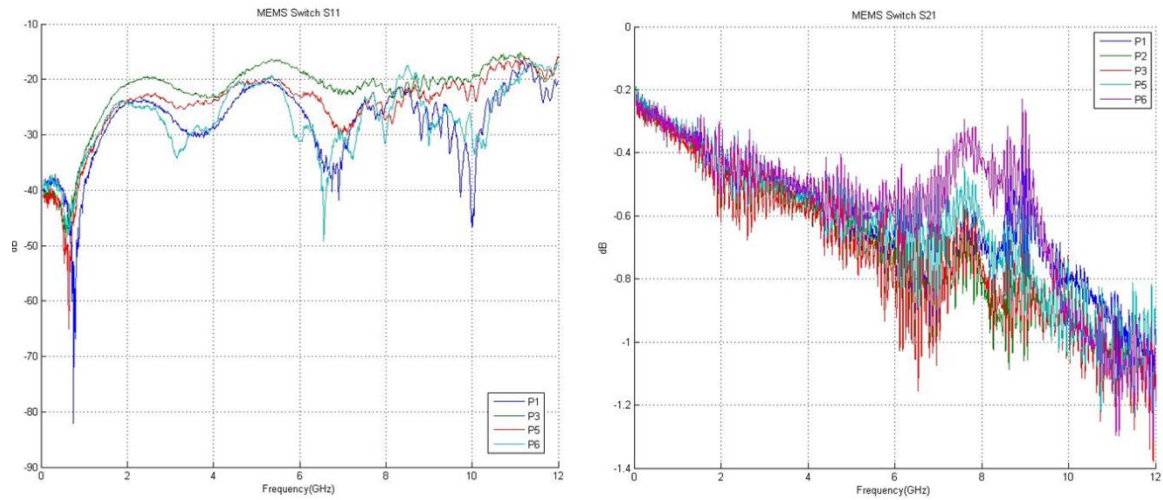 MEMS Switch S11
-10
-20
-30
-40
-50
-60
-70
-80
-90
dB
0
2
4
6
8
10
12
Frequency(GHz)
P1
P3
P5
P6
MEMS Switch S21
0
-0.2
-0.4
-0.6
-0.8
-1
-1.2
-1.4
dB
0
2
4
6
8
10
12
Frequency(GHz)
P1
P2
P3
P5
P6